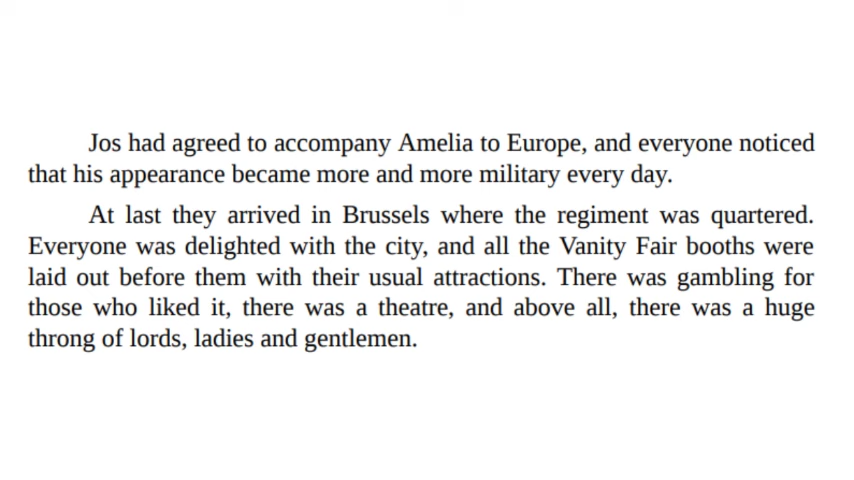 Jos had agreed to accompany Amelia to Europe, and everyone noticed
that his appearance became more and more military every day.
At last they arrived in Brussels where the regiment was quartered.
Everyone was delighted with the city, and all the Vanity Fair booths were
laid out before them with their usual attractions. There was gambling for
those who liked it, there was a theatre, and above all, there was a huge
throng of lords, ladies and gentlemen.